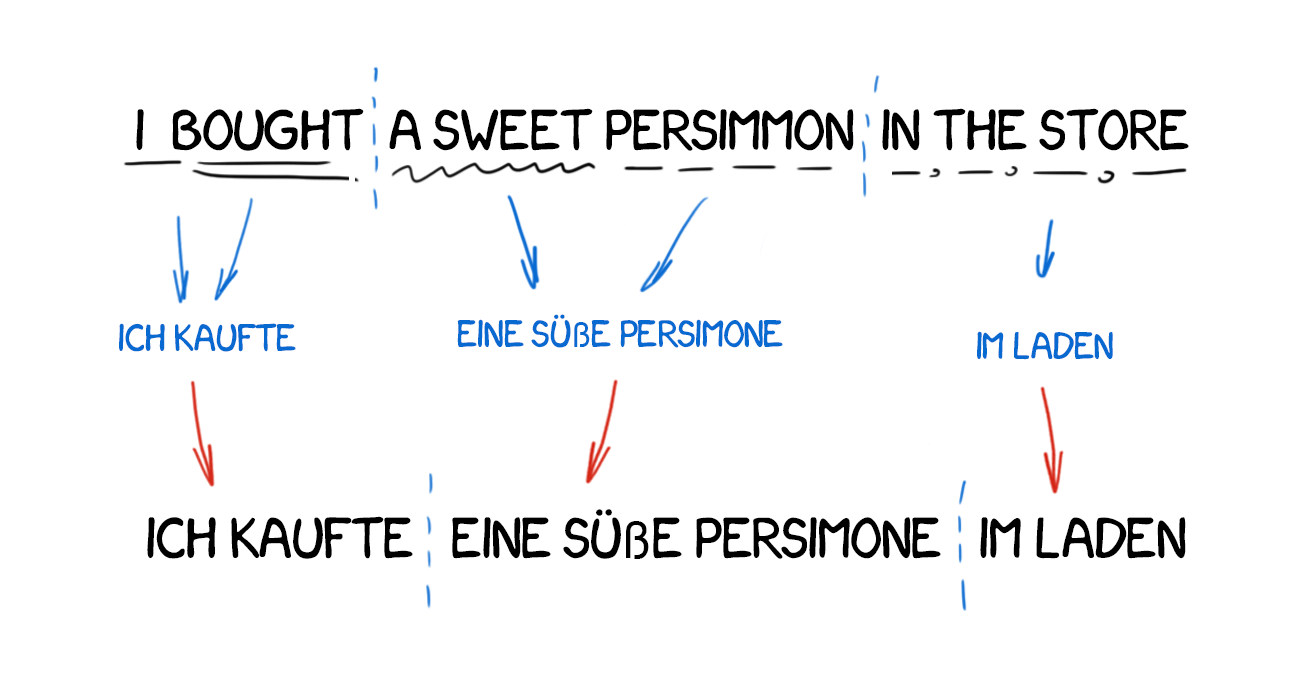 I BOUGHT A SWEET PERSIMMON IN THE STORE
ICH KAUFTE EINE SÜßE PERSIMONE IM LADEN
ICH KAUFTE EINE SÜßE PERSIMONE IM LADEN